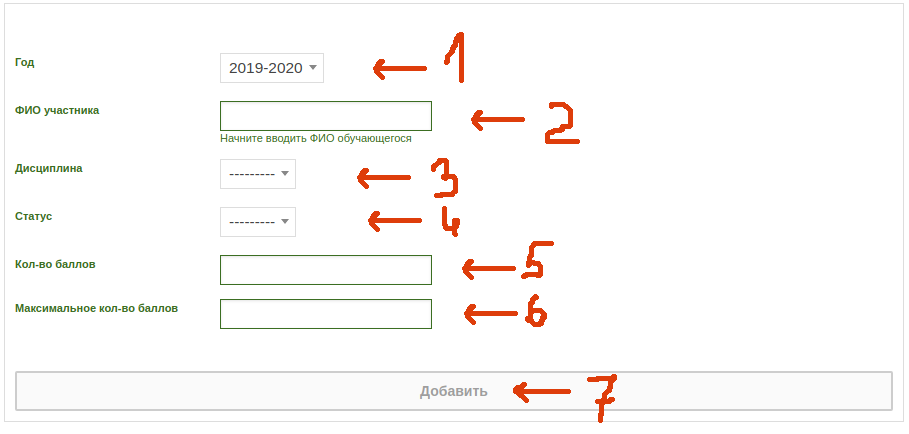 Год 2019-2020 1
ФИО участника 2
Начните вводить ФИО обучающегося
Дисциплина --------- 3
Статус --------- 4
Кол-во баллов 5
Максимальное кол-во баллов 6
Добавить 7